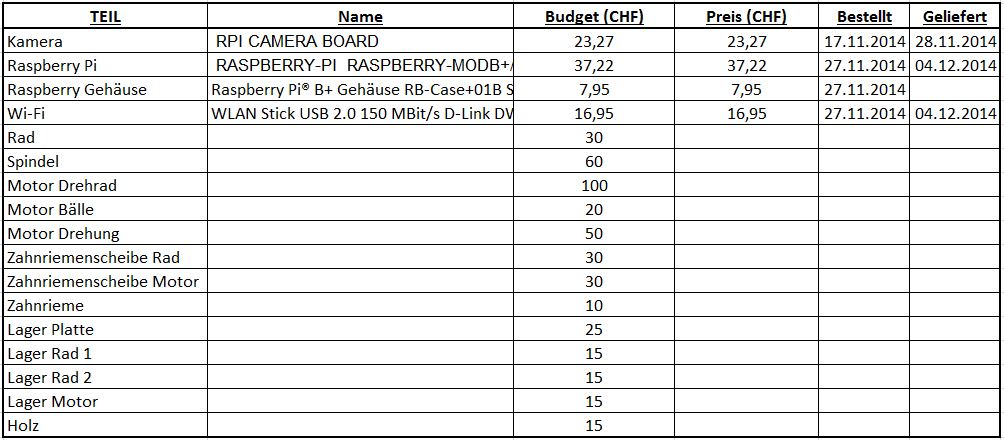 TEIL Name Budget (CHF) Preis (CHF) Bestellt Geliefert
Kamera RPI CAMERA BOARD 23,27 23,27 17.11.2014 28.11.2014
Raspberry Pi RASPBERRY-PI RASPBERRY-MODB+/ 37,22 37,22 27.11.2014 04.12.2014
Raspberry Gehäuse Raspberry Pi® B+ Gehäuse RB-Case+01B S 7,95 7,95 27.11.2014
Wi-Fi WLAN Stick USB 2.0 150 MBit/s D-Link DW 16,95 16,95 27.11.2014 04.12.2014
Rad 30
Spindel 60
Motor Drehrad 100
Motor Bälle 20
Motor Drehung 50
Zahnriemenscheibe Rad 30
Zahnriemenscheibe Motor 30
Zahnrieme 10
Lager Platte 25
Lager Rad 1 15
Lager Rad 2 15
Lager Motor 15
Holz 15